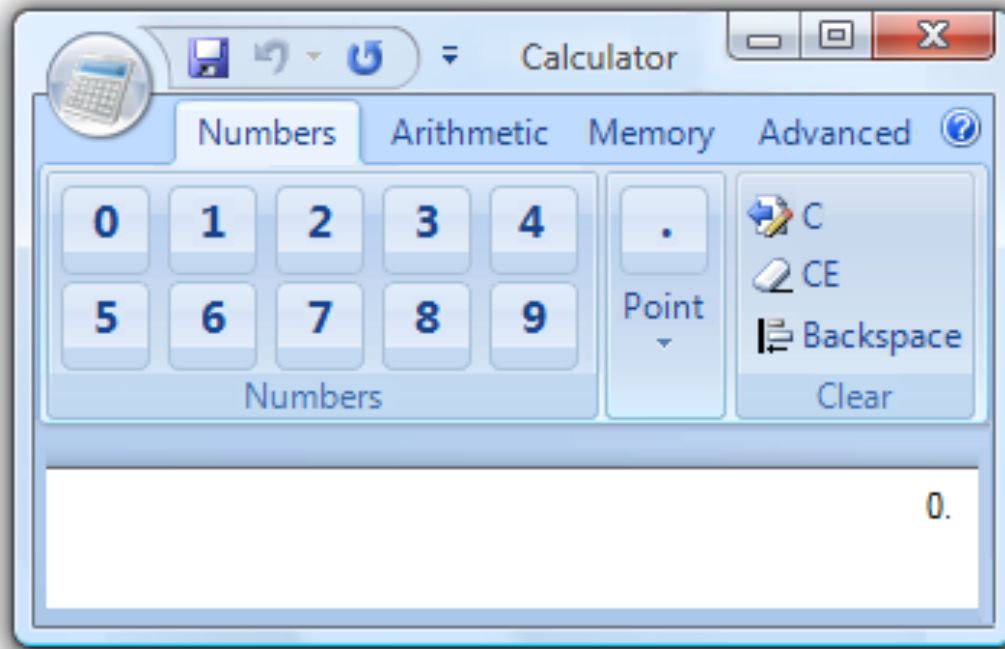 Calculator
Numbers Arithmetic Memory Advanced
0 1 2 3 4 . C
CE
5 6 7 8 9 Point Backspace
Numbers Clear
0.